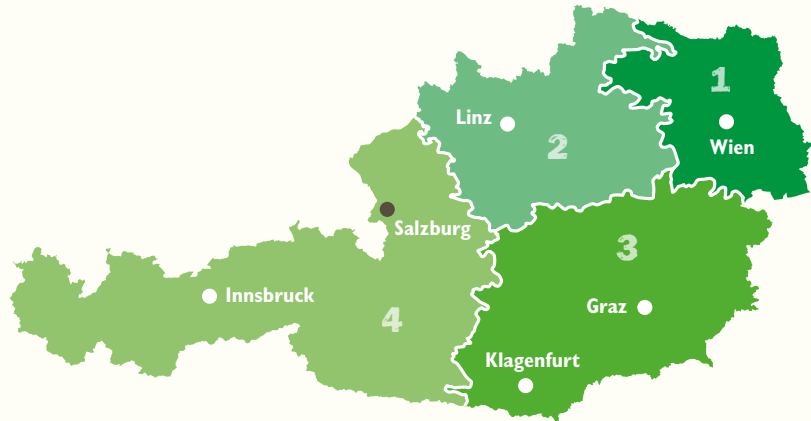 1
Linz
Wien
2
Salzburg
3
Innsbruck
Graz
4
Klagenfurt